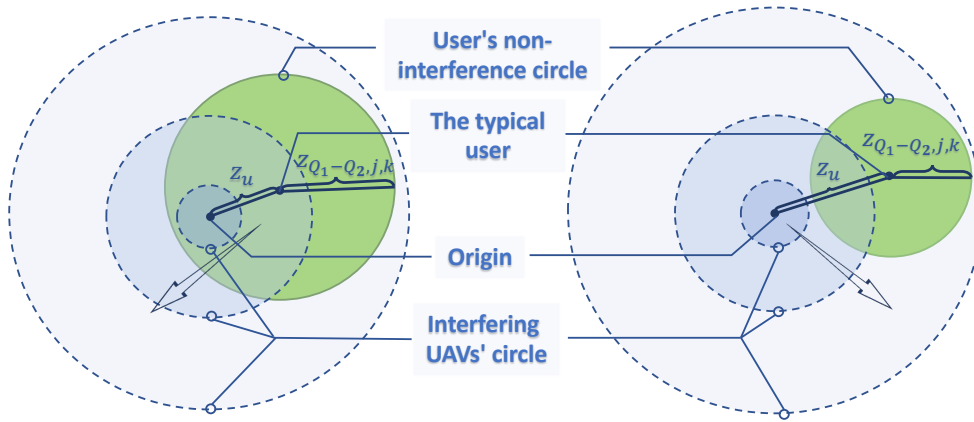 User's non-
interference circle
The typical
user
z_{Q_1-Q_2,j,k}
z_u
z_{Q_1-Q_2,j,k}
z_u
Origin
Interfering
UAVs' circle